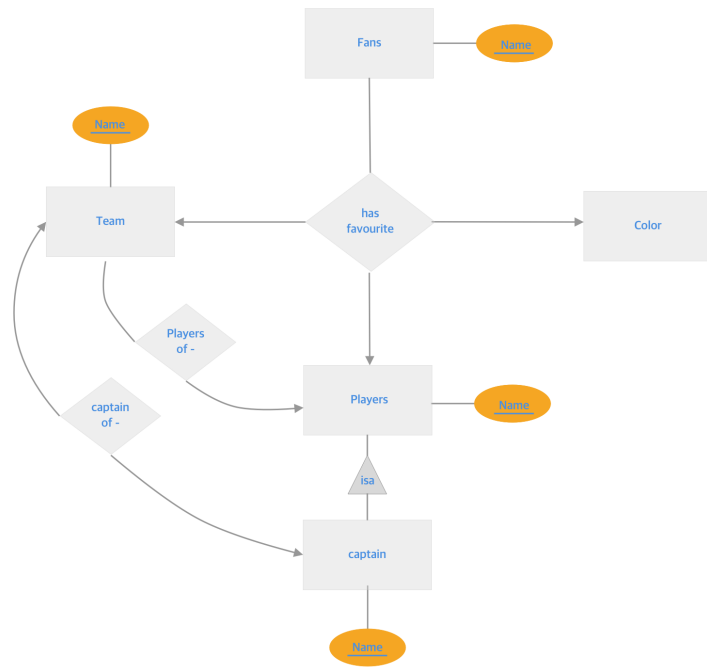 Fans
Name
Name
Team
has
favourite
Color
Players
of -
Players
Name
captain
of -
isa
captain
Name